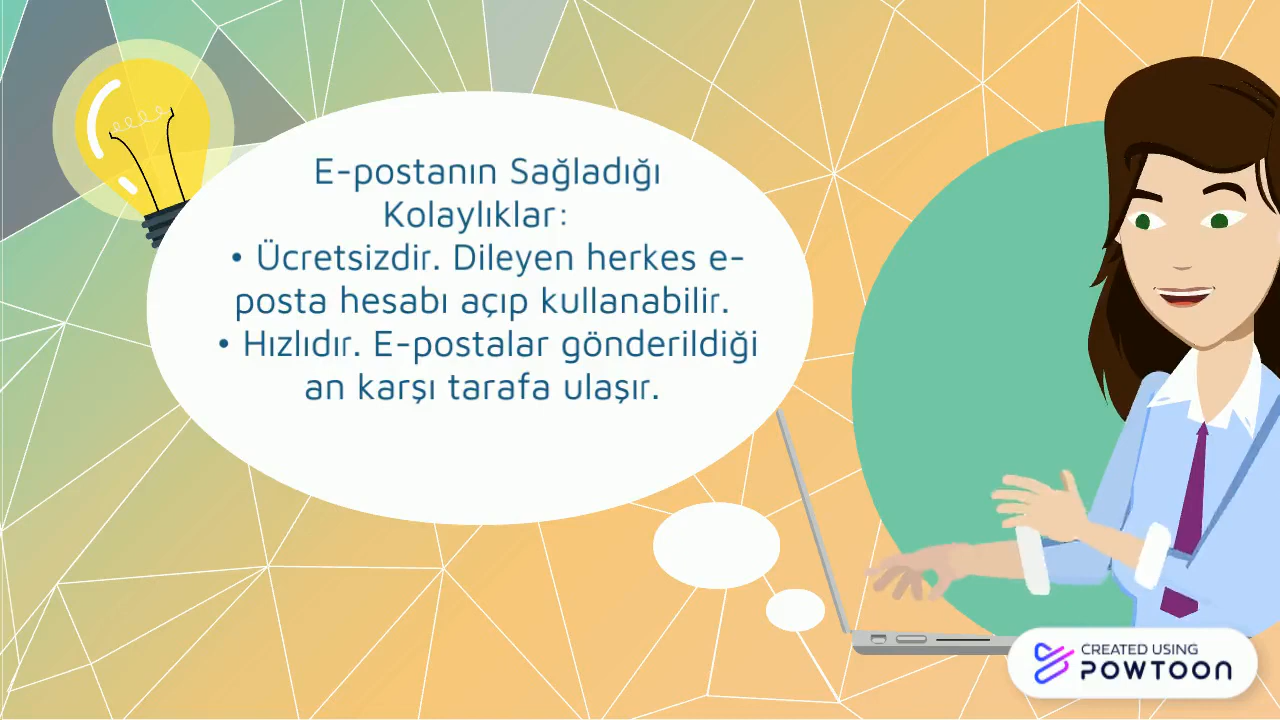 E-postanın Sağladığı
Kolaylıklar:
• Ücretsizdir. Dileyen herkes e-
posta hesabı açıp kullanabilir.
• Hızlıdır. E-postalar gönderildiği
an karşı tarafa ulaşır.
CREATED USING
POWTOON